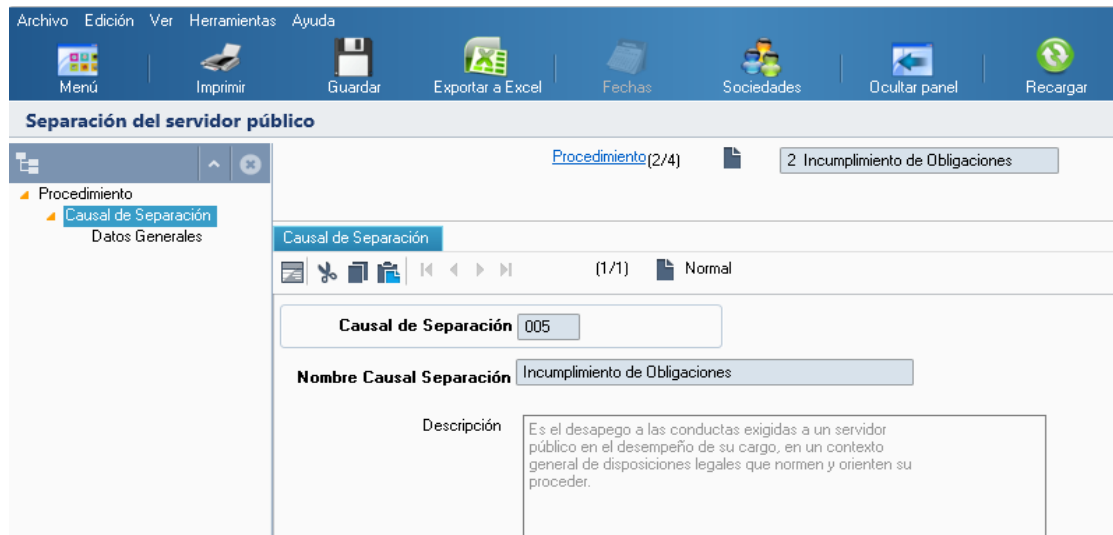 Archivo Edición Ver Herramientas Ayuda
Menú Imprimir Guardar Exportar a Excel Fechas Sociedades Ocultar panel Recargar
Separación del servidor público
Procedimiento(2/4) 2 Incumplimiento de Obligaciones
Procedimiento
Causal de Separación
Datos Generales
Causal de Separación
(1/1) Normal
Causal de Separación 005
Nombre Causal Separación Incumplimiento de Obligaciones
Descripción
Es el desapego a las conductas exigidas a un servidor
público en el desempeño de su cargo, en un contexto
general de disposiciones legales que normen y orienten su
proceder.